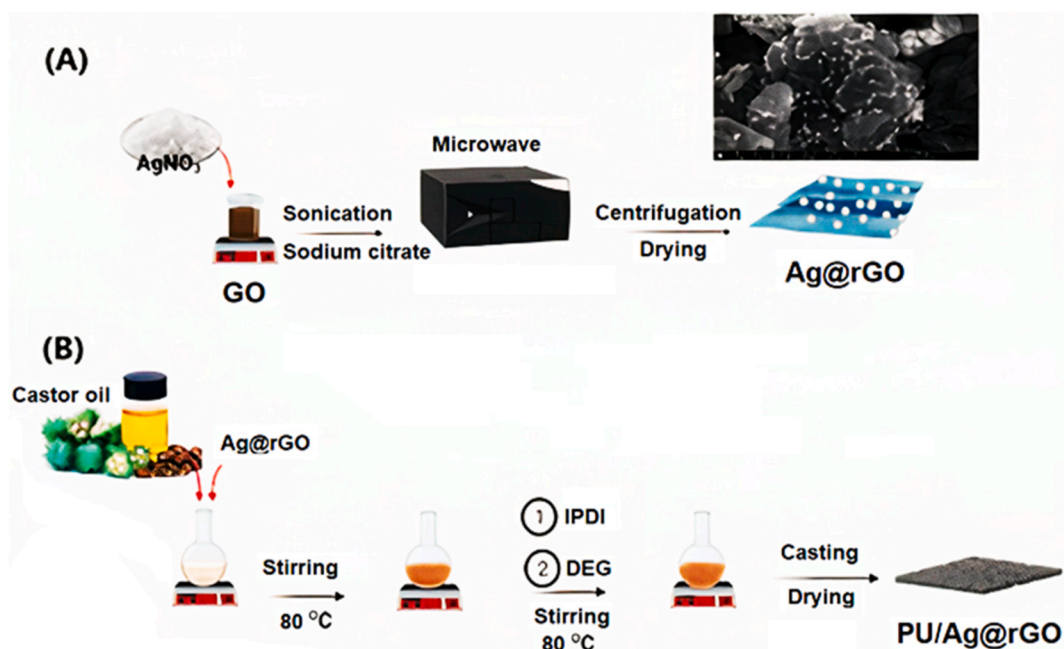 (A)
AgNO₃
GO
Sonication
Sodium citrate
Microwave
Centrifugation
Drying
Ag@rGO
(B)
Castor oil
Ag@rGO
Stirring
80 °C
1 IPDI
2 DEG
Stirring
80 °C
Casting
Drying
PU/Ag@rGO